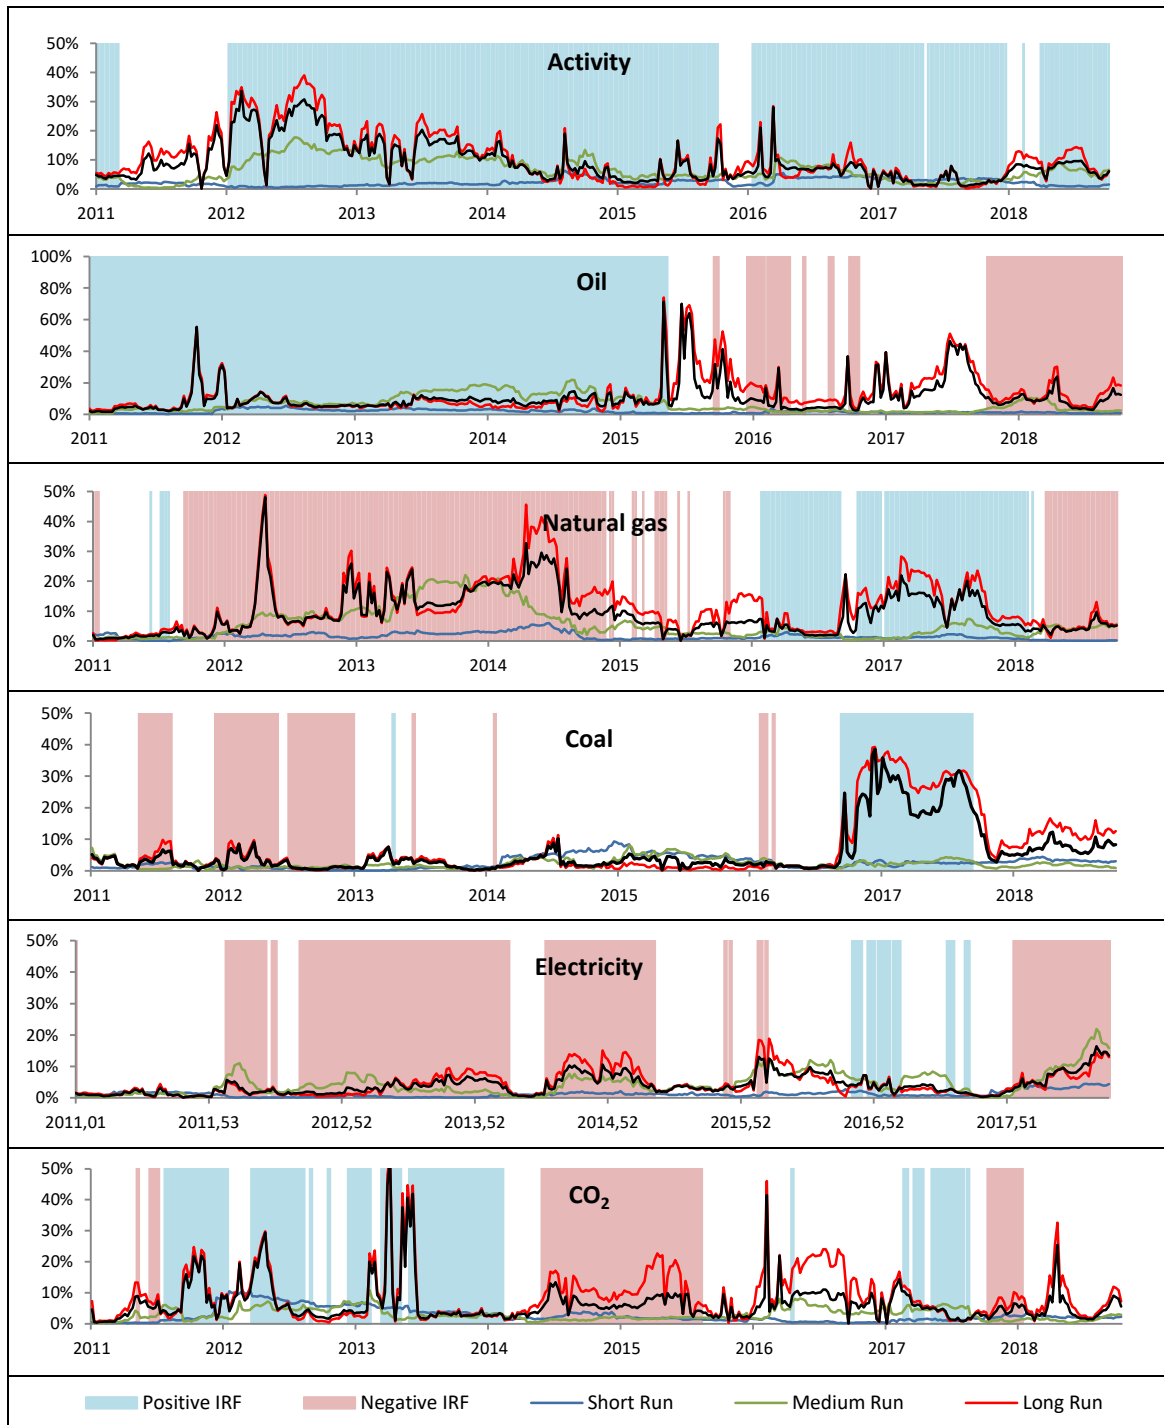 Activity
50%
40%
30%
20%
10%
0%
2011 2012 2013 2014 2015 2016 2017 2018
Oil
100%
80%
60%
40%
20%
0%
2011 2012 2013 2014 2015 2016 2017 2018
Natural gas
50%
40%
30%
20%
10%
0%
2011 2012 2013 2014 2015 2016 2017 2018
Coal
50%
40%
30%
20%
10%
0%
2011 2012 2013 2014 2015 2016 2017 2018
Electricity
50%
40%
30%
20%
10%
0%
2011,01 2011,53 2012,52 2013,52 2014,52 2015,52 2016,52 2017,51
CO₂
50%
40%
30%
20%
10%
0%
2011 2012 2013 2014 2015 2016 2017 2018
Positive IRF Negative IRF Short Run Medium Run Long Run